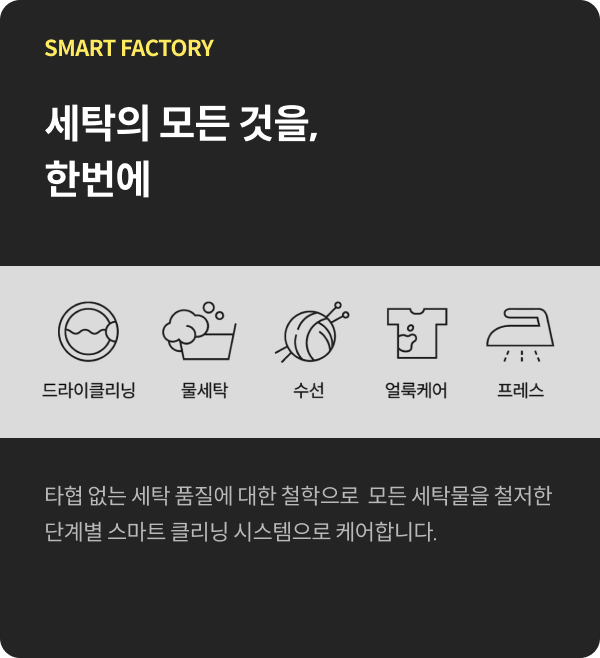 SMART FACTORY
세탁의 모든 것을,
한번에
드라이클리닝 물세탁 수선 얼룩케어 프레스
타협 없는 세탁 품질에 대한 철학으로 모든 세탁물을 철저한
단계별 스마트 클리닝 시스템으로 케어합니다.